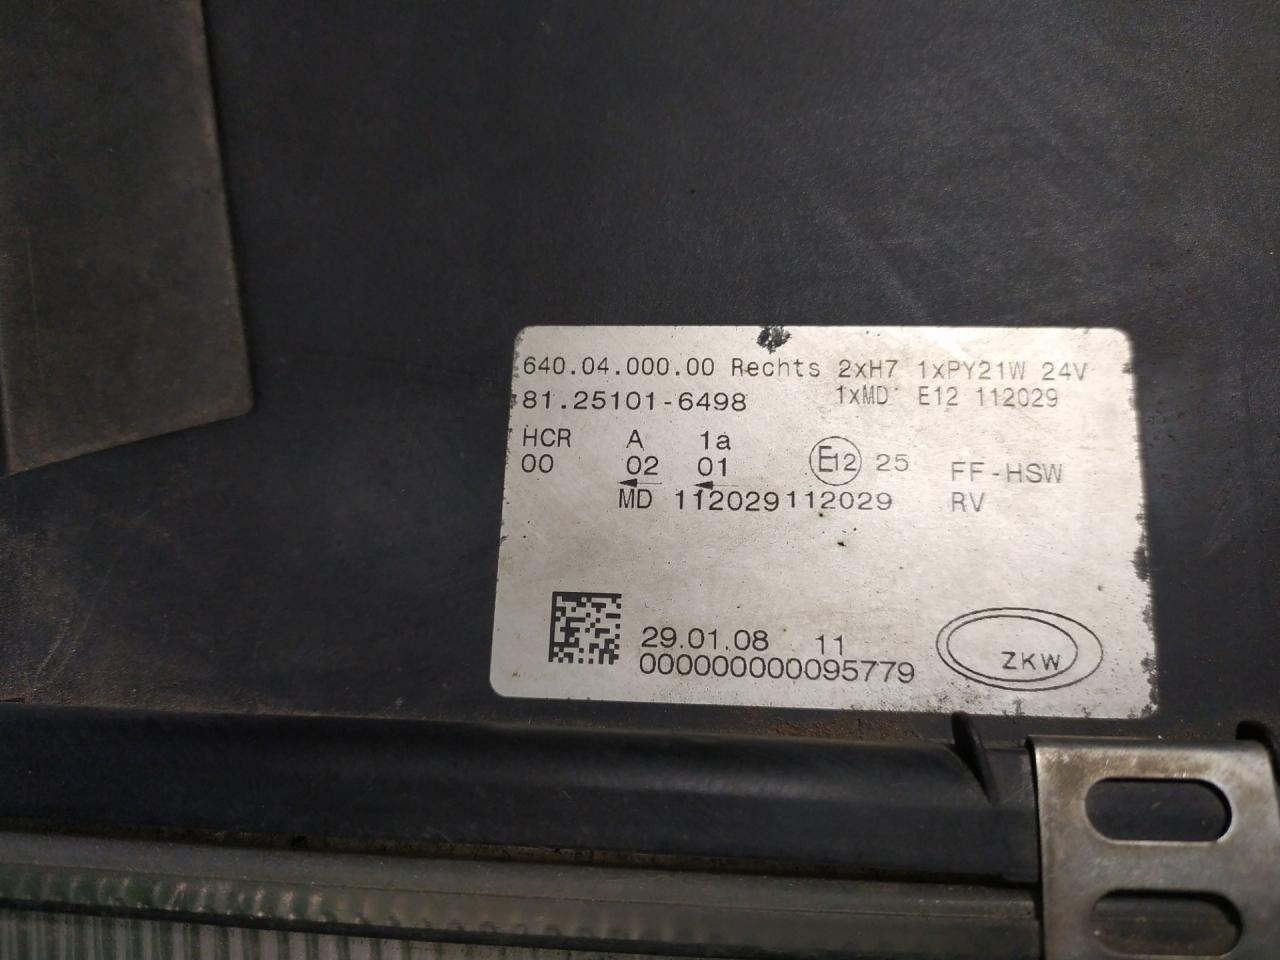 640.04.000.00 Rechts 2xH7 1xPY21W 24V
81.25101-6498 1xMD E12 112029
HCR A 1a
00 02 01 E12 25 FF-HSW
MD 112029112029 RV
29.01.08 11
000000000095779
ZKW